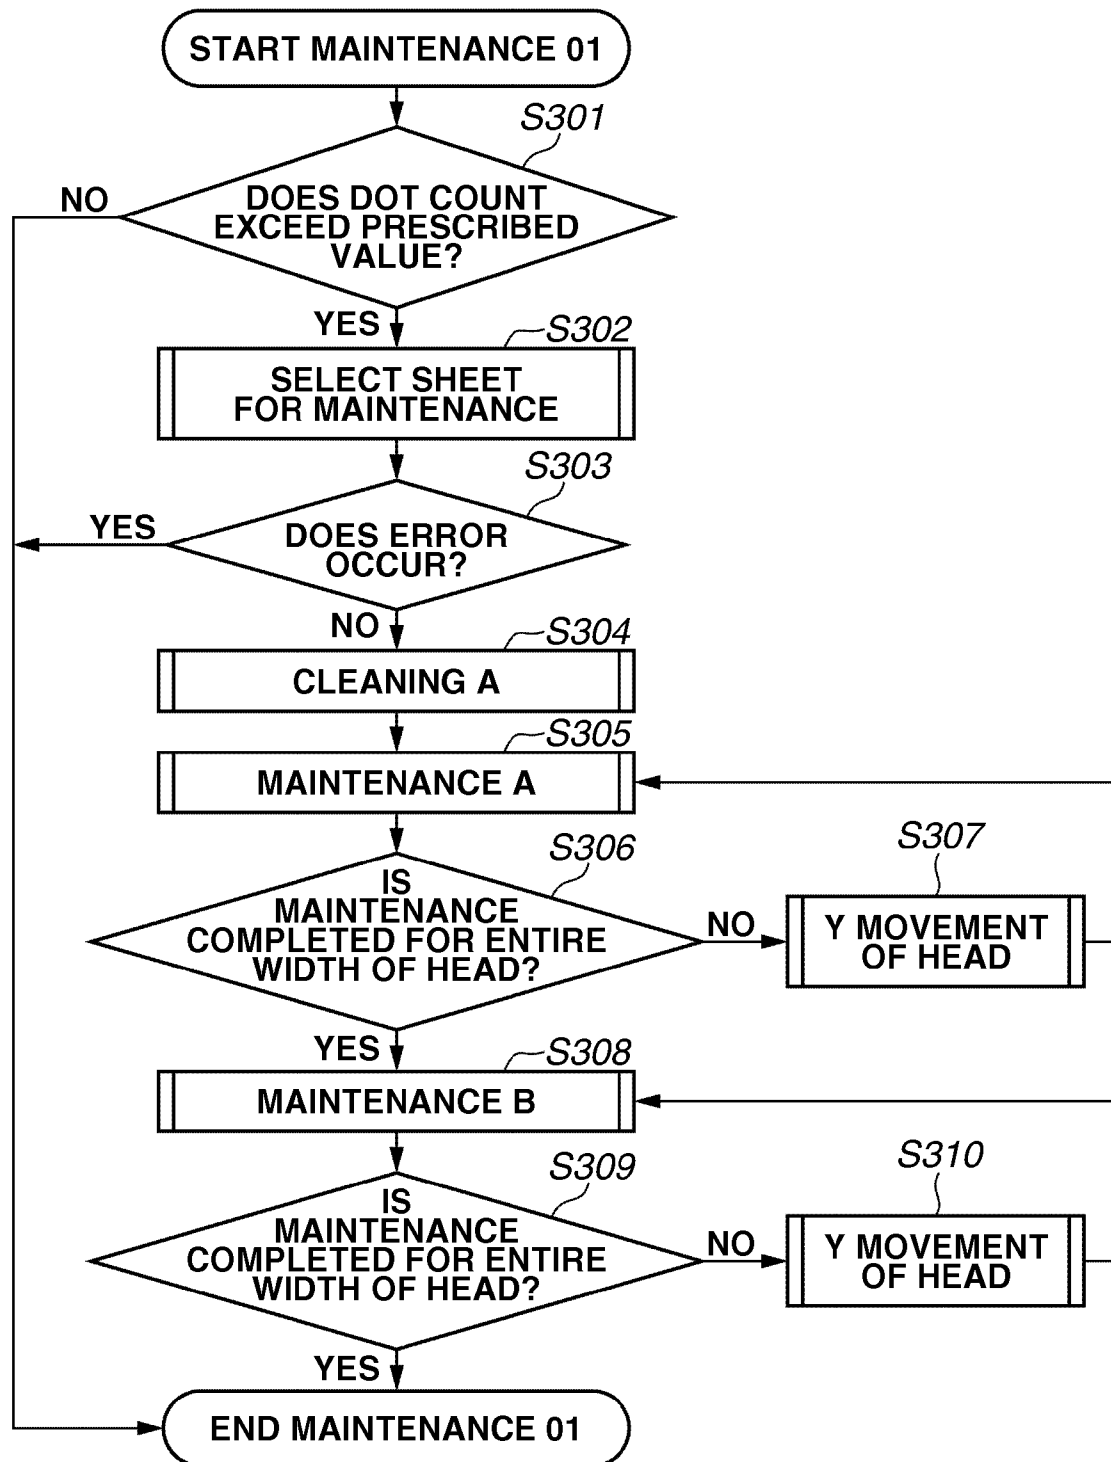 START MAINTENANCE 01
S301
NO
DOES DOT COUNT
EXCEED PRESCRIBED
VALUE?
YES
S302
SELECT SHEET
FOR MAINTENANCE
S303
YES
DOES ERROR
OCCUR?
NO
S304
CLEANING A
S305
MAINTENANCE A
S306
IS
MAINTENANCE
COMPLETED FOR ENTIRE
WIDTH OF HEAD?
NO
S307
Y MOVEMENT
OF HEAD
YES
S308
MAINTENANCE B
S309
IS
MAINTENANCE
COMPLETED FOR ENTIRE
WIDTH OF HEAD?
NO
S310
Y MOVEMENT
OF HEAD
YES
END MAINTENANCE 01